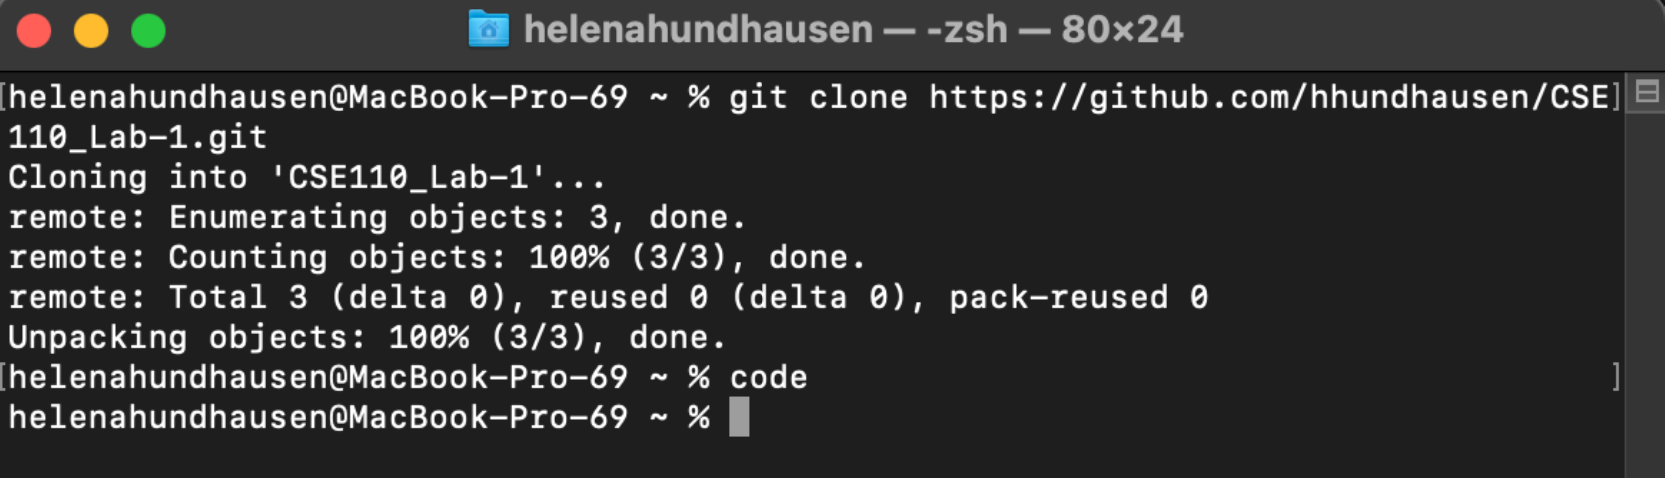 helenahundhausen — -zsh — 80×24
[helenahundhausen@MacBook-Pro-69 ~ % git clone https://github.com/hhundhausen/CSE]
110_Lab-1.git
Cloning into 'CSE110_Lab-1'...
remote: Enumerating objects: 3, done.
remote: Counting objects: 100% (3/3), done.
remote: Total 3 (delta 0), reused 0 (delta 0), pack-reused 0
Unpacking objects: 100% (3/3), done.
[helenahundhausen@MacBook-Pro-69 ~ % code ]
helenahundhausen@MacBook-Pro-69 ~ %